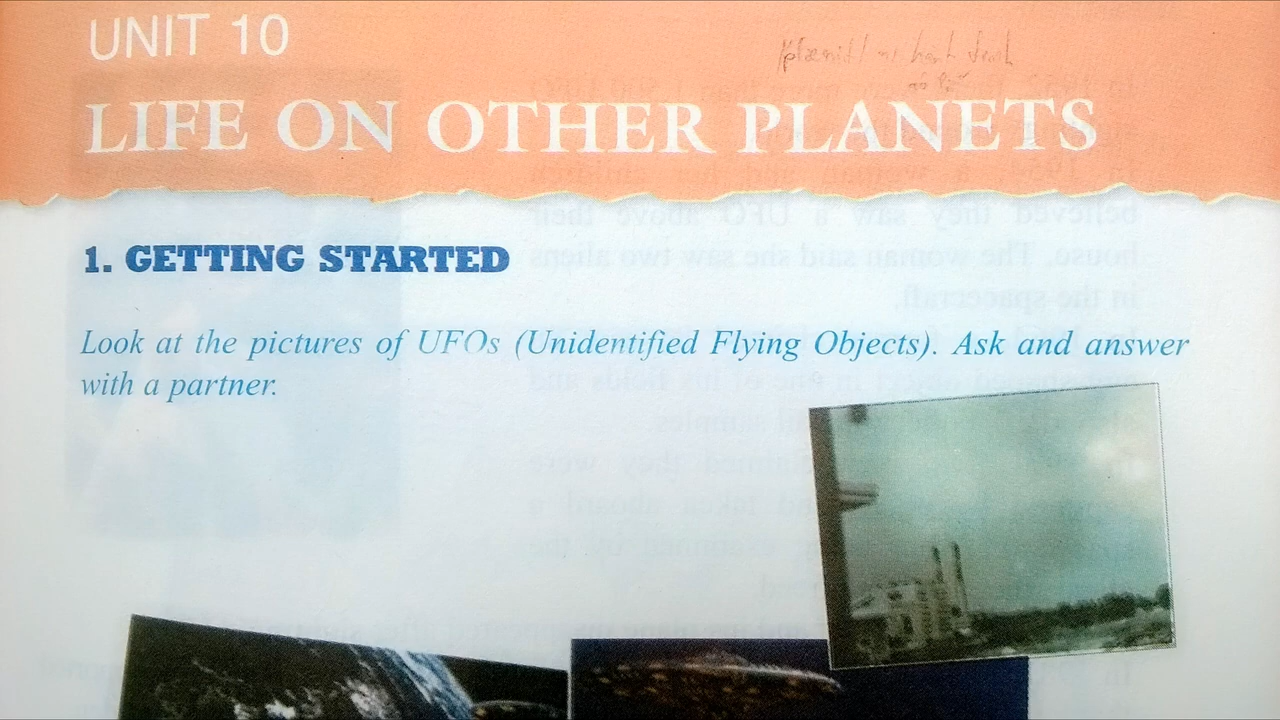 UNIT 10
/plænit/
LIFE ON OTHER PLANETS
1. GETTING STARTED
Look at the pictures of UFOs (Unidentified Flying Objects). Ask and answer
with a partner.